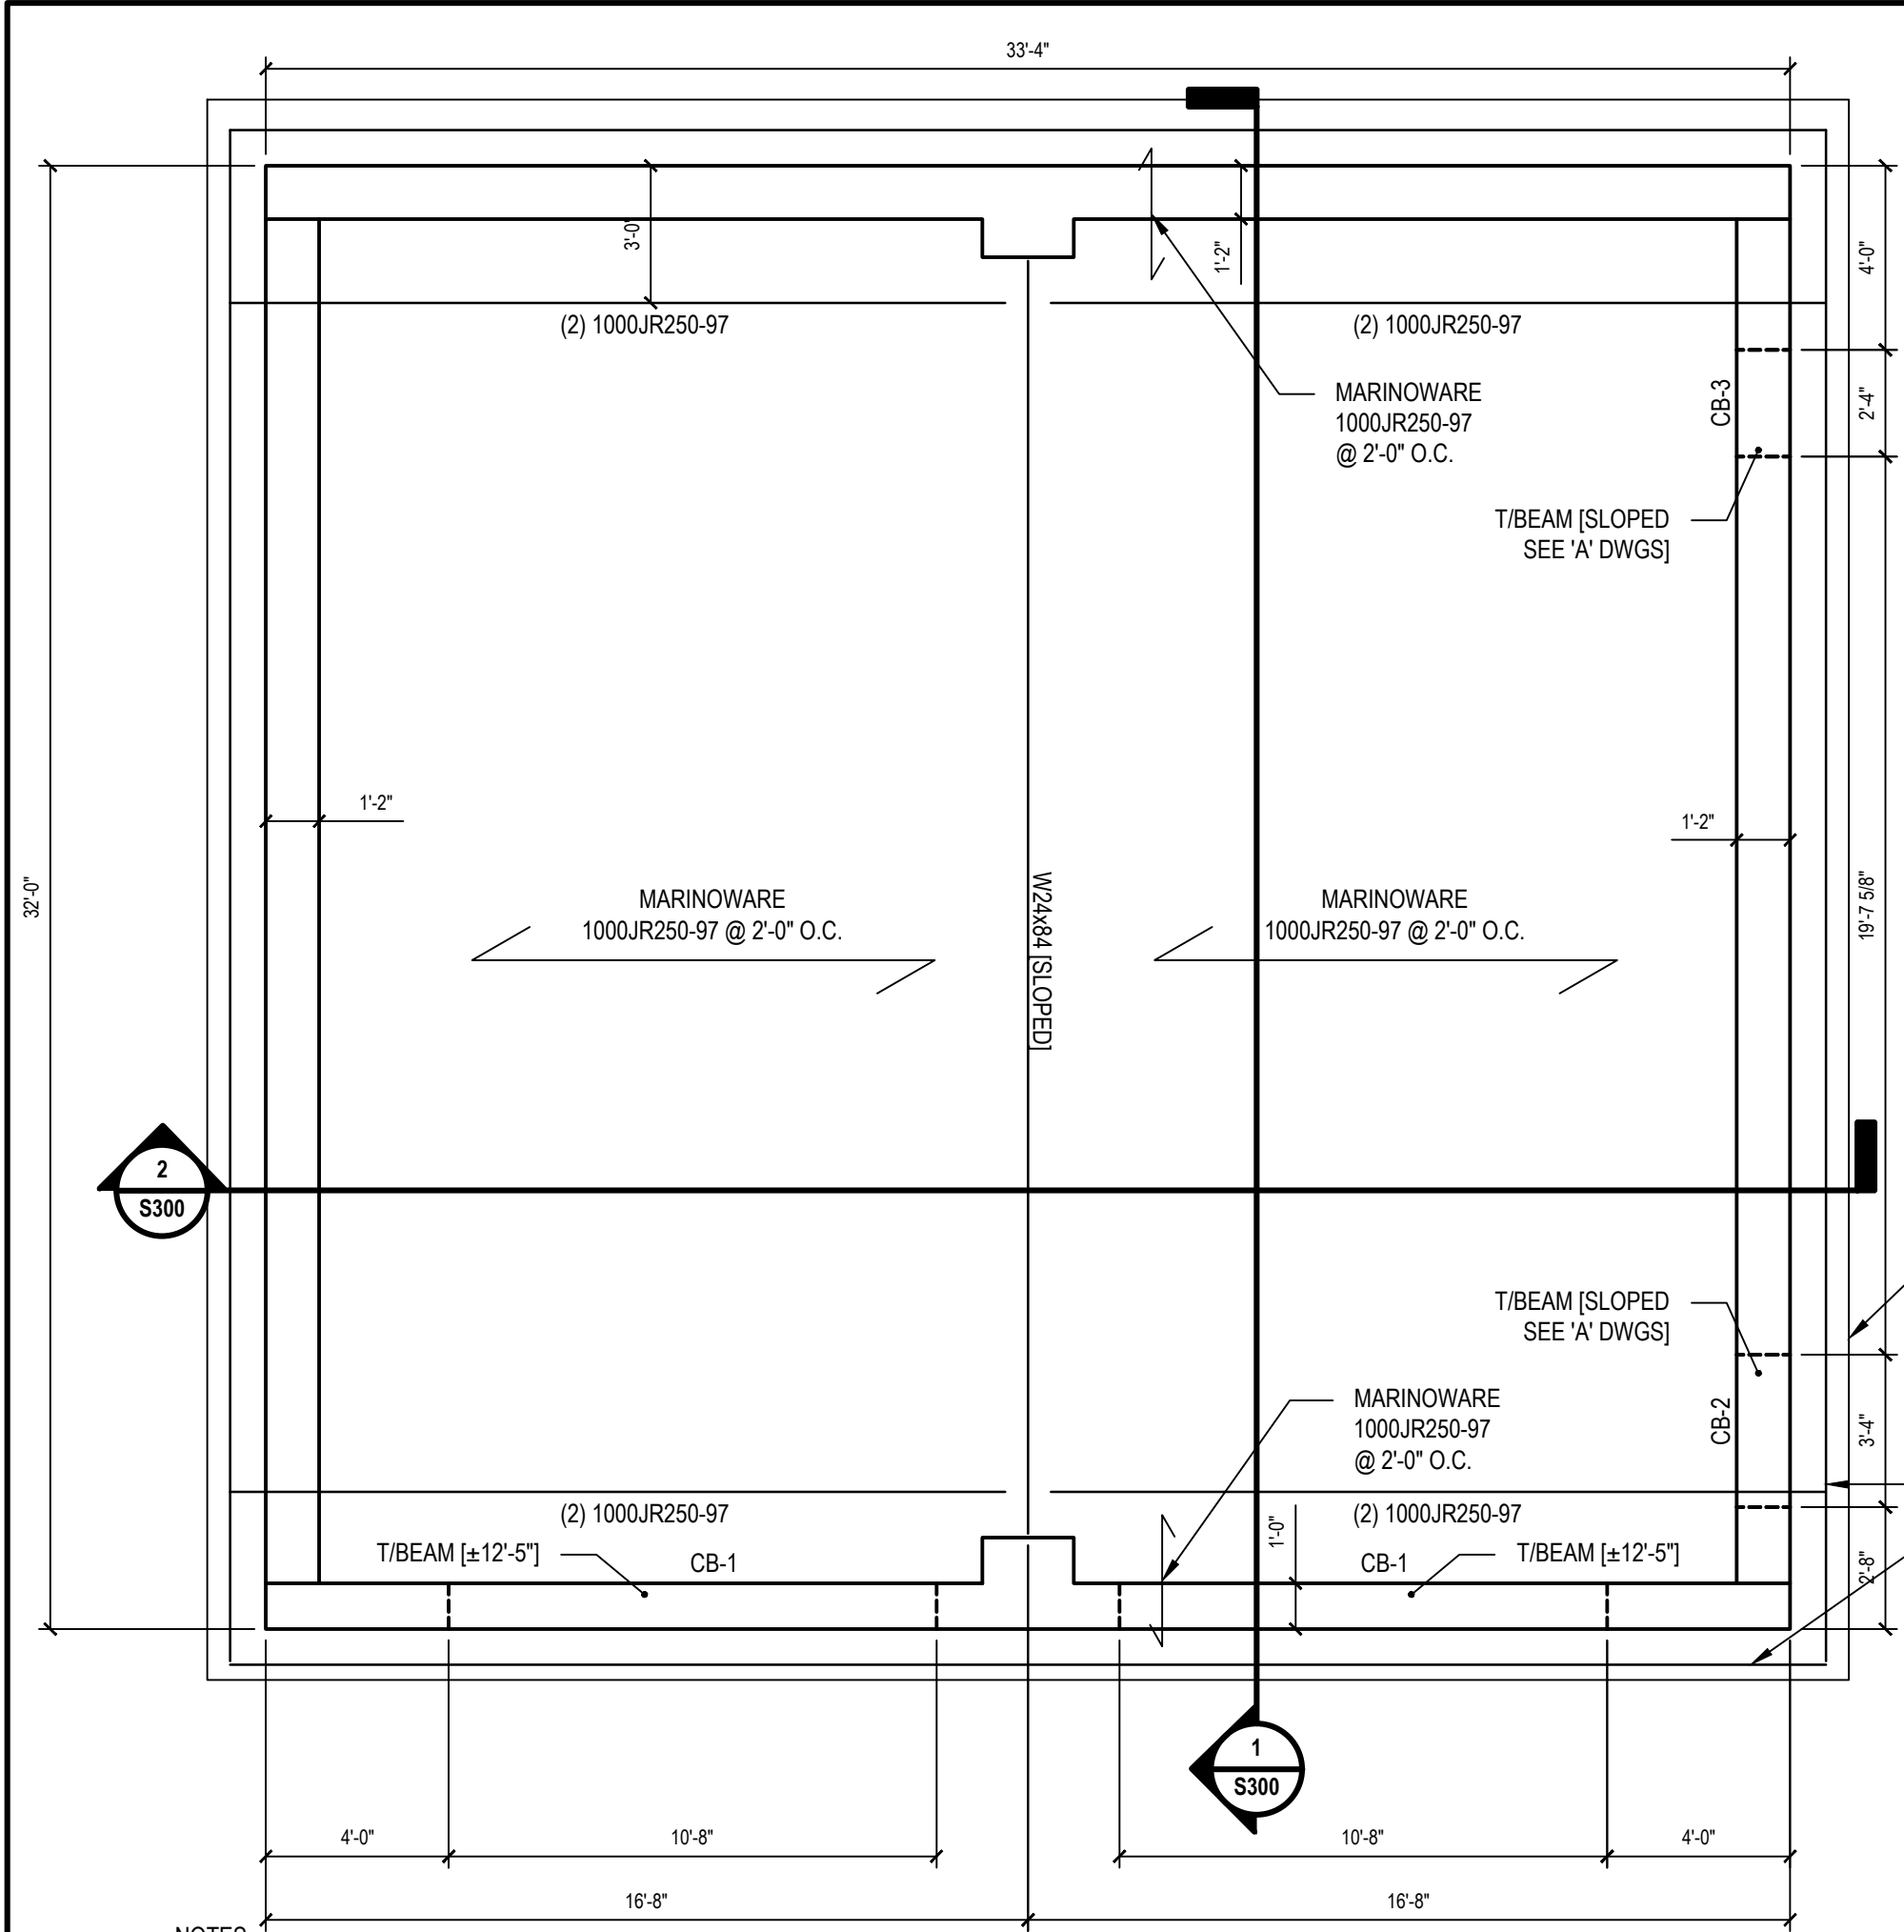 33'-4"
3'-0"
1'-2"
4'-0"
(2) 1000JR250-97
(2) 1000JR250-97
MARINOWARE
1000JR250-97
@ 2'-0" O.C.
CB-3
2'-4"
T/BEAM [SLOPED
SEE 'A' DWGS]
1'-2"
1'-2"
32'-0"
MARINOWARE
1000JR250-97 @ 2'-0" O.C.
W24x84 [SLOPED]
MARINOWARE
1000JR250-97 @ 2'-0" O.C.
19'-7 5/8"
2
S300
T/BEAM [SLOPED
SEE 'A' DWGS]
MARINOWARE
1000JR250-97
@ 2'-0" O.C.
CB-2
3'-4"
(2) 1000JR250-97
(2) 1000JR250-97
1'-0"
T/BEAM [±12'-5"]
CB-1
CB-1
T/BEAM [±12'-5"]
2'-8"
1
S300
4'-0"
10'-8"
10'-8"
4'-0"
16'-8"
16'-8"
NOTES